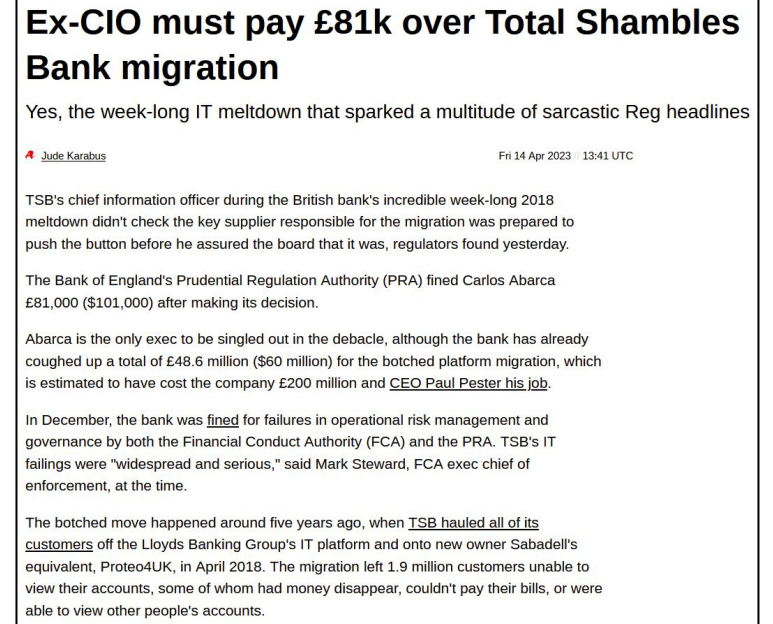 Ex-CIO must pay £81k over Total Shambles
Bank migration
Yes, the week-long IT meltdown that sparked a multitude of sarcastic Reg headlines
Jude Karabus
Fri 14 Apr 2023 // 13:41 UTC
TSB's chief information officer during the British bank's incredible week-long 2018
meltdown didn't check the key supplier responsible for the migration was prepared to
push the button before he assured the board that it was, regulators found yesterday.
The Bank of England's Prudential Regulation Authority (PRA) fined Carlos Abarca
£81,000 ($101,000) after making its decision.
Abarca is the only exec to be singled out in the debacle, although the bank has already
coughed up a total of £48.6 million ($60 million) for the botched platform migration, which
is estimated to have cost the company £200 million and CEO Paul Pester his job.
In December, the bank was fined for failures in operational risk management and
governance by both the Financial Conduct Authority (FCA) and the PRA. TSB's IT
failings were "widespread and serious," said Mark Steward, FCA exec chief of
enforcement, at the time.
The botched move happened around five years ago, when TSB hauled all of its
customers off the Lloyds Banking Group's IT platform and onto new owner Sabadell's
equivalent, Proteo4UK, in April 2018. The migration left 1.9 million customers unable to
view their accounts, some of whom had money disappear, couldn't pay their bills, or were
able to view other people's accounts.